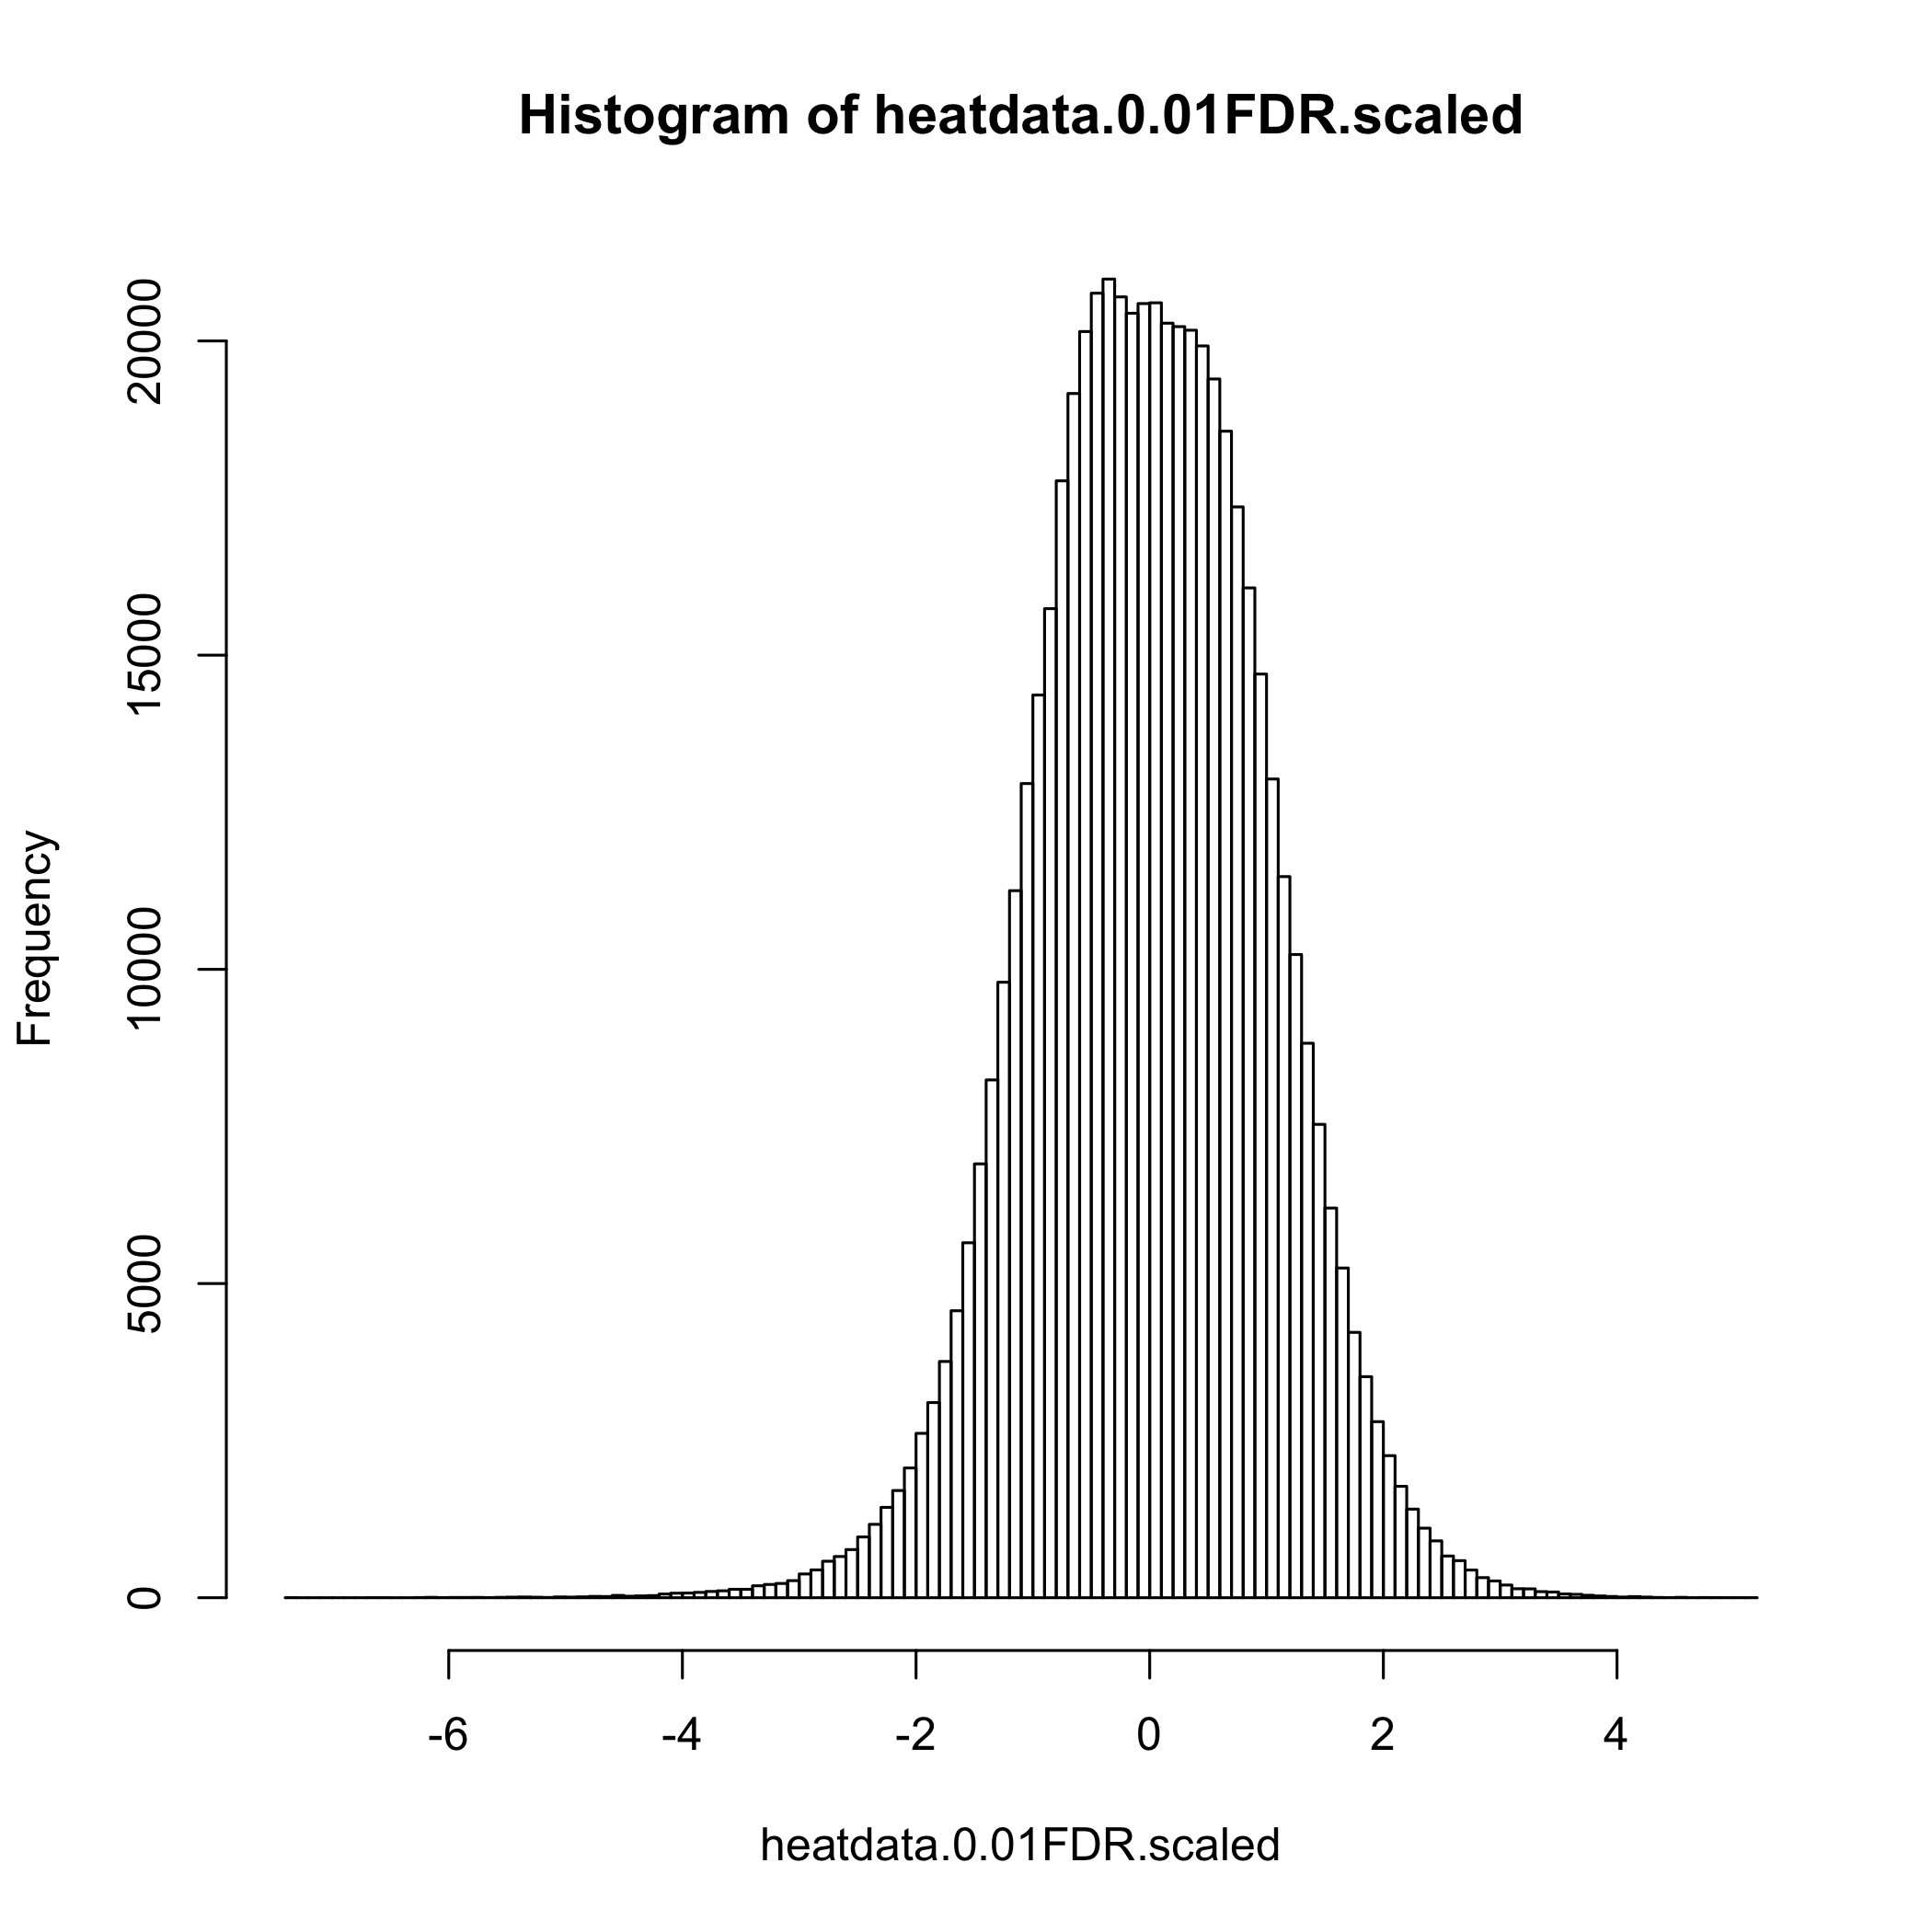 Histogram of heatdata.0.01FDR.scaled
Frequency
20000
15000
10000
5000
0
-6 -4 -2 0 2 4
heatdata.0.01FDR.scaled